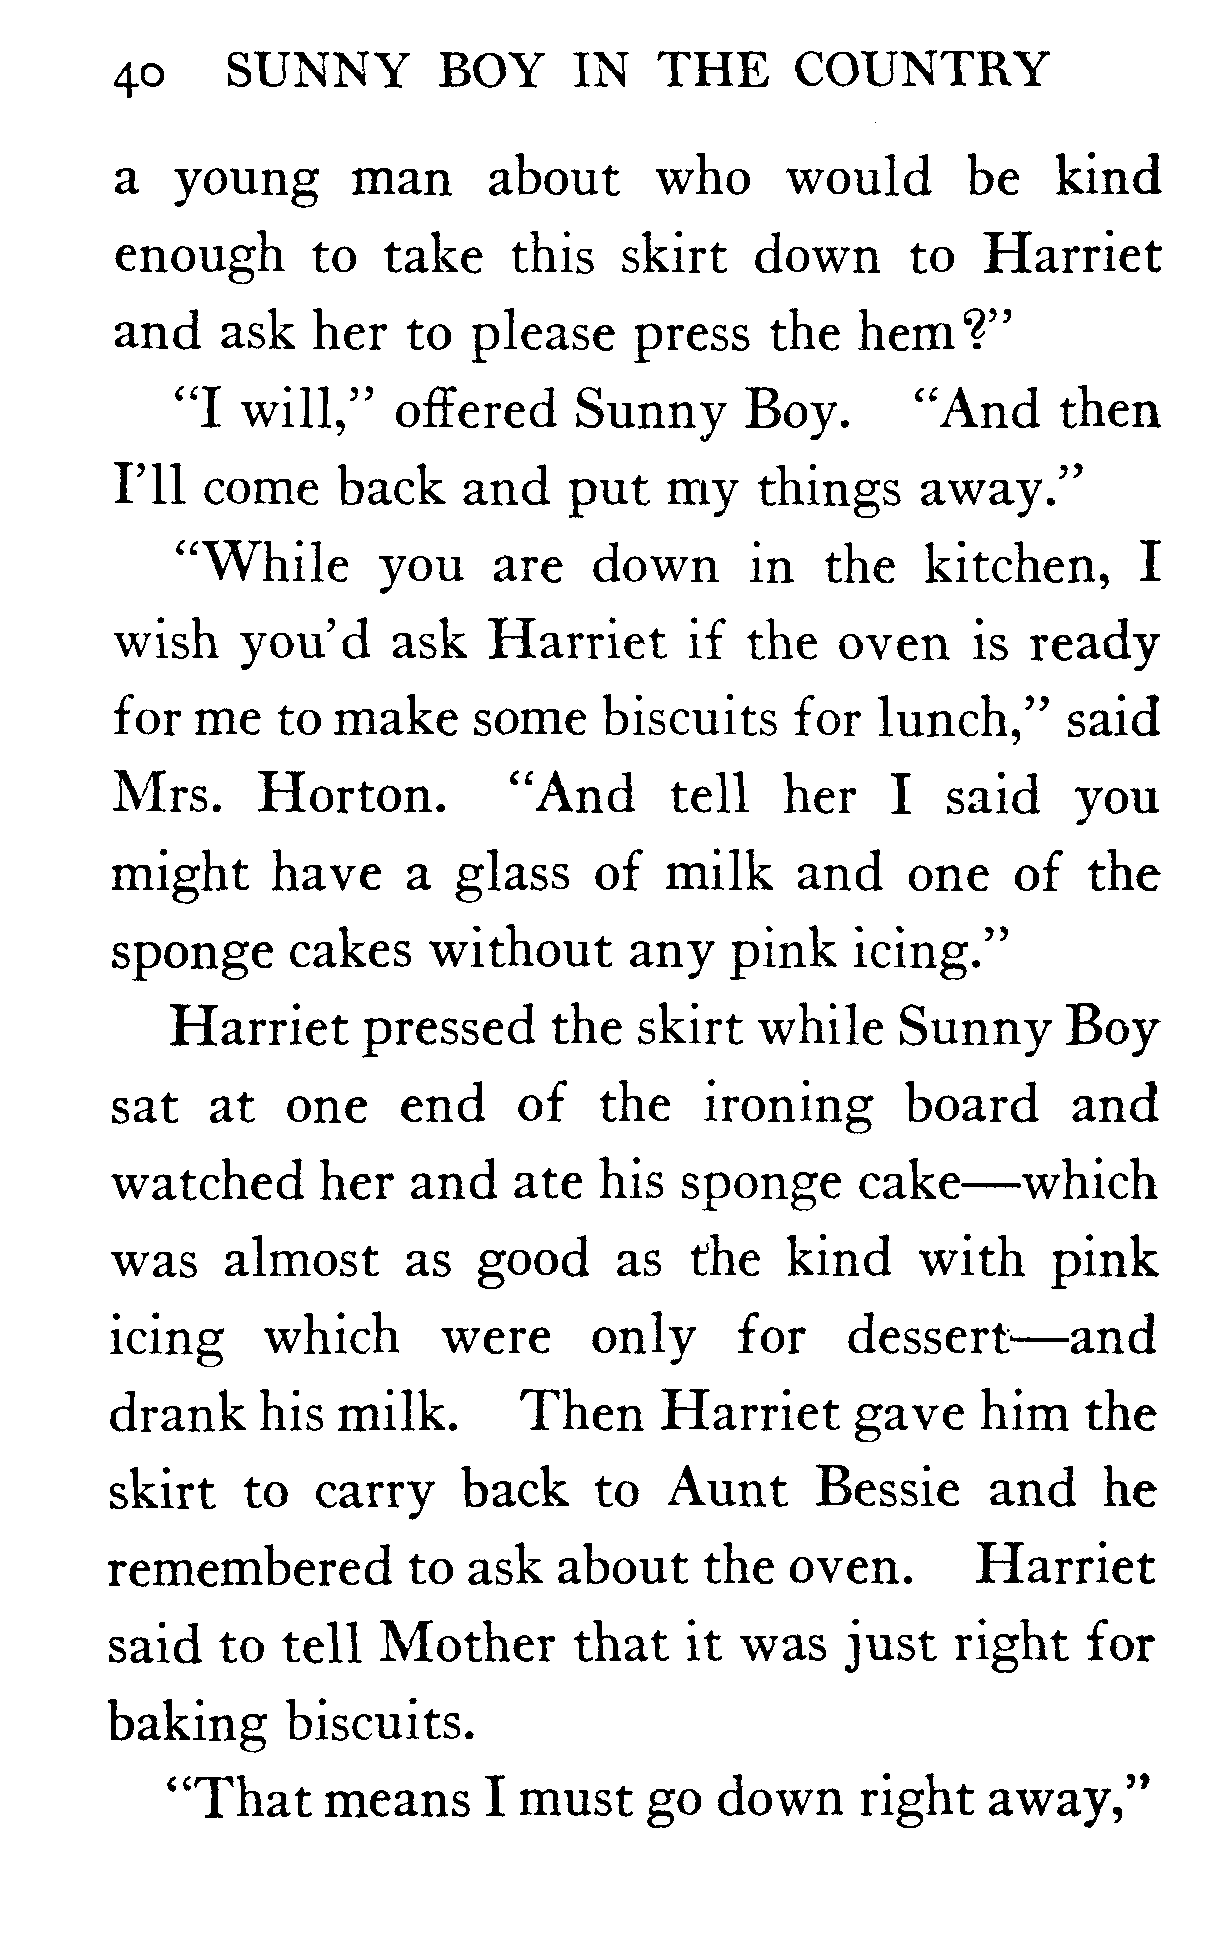 40 SUNNY BOY IN THE COUNTRY
a young man about who would be kind
enough to take this skirt down to Harriet
and ask her to please press the hem?”
“I will,” offered Sunny Boy. “And then
I’ll come back and put my things away.”
“While you are down in the kitchen, I
wish you’d ask Harriet if the oven is ready
for me to make some biscuits for lunch,” said
Mrs. Horton. “And tell her I said you
might have a glass of milk and one of the
sponge cakes without any pink icing.”
Harriet pressed the skirt while Sunny Boy
sat at one end of the ironing board and
watched her and ate his sponge cake—which
was almost as good as the kind with pink
icing which were only for dessert—and
drank his milk. Then Harriet gave him the
skirt to carry back to Aunt Bessie and he
remembered to ask about the oven. Harriet
said to tell Mother that it was just right for
baking biscuits.
“That means I must go down right away,”